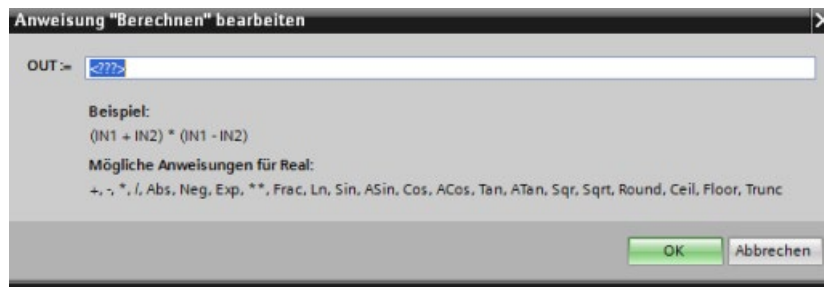 Anweisung "Berechnen" bearbeiten
OUT := <???>
Beispiel:
(IN1 + IN2) * (IN1 - IN2)
Mögliche Anweisungen für Real:
+, -, *, /, Abs, Neg, Exp, **, Frac, Ln, Sin, ASin, Cos, ACos, Tan, ATan, Sqr, Sqrt, Round, Ceil, Floor, Trunc
OK Abbrechen